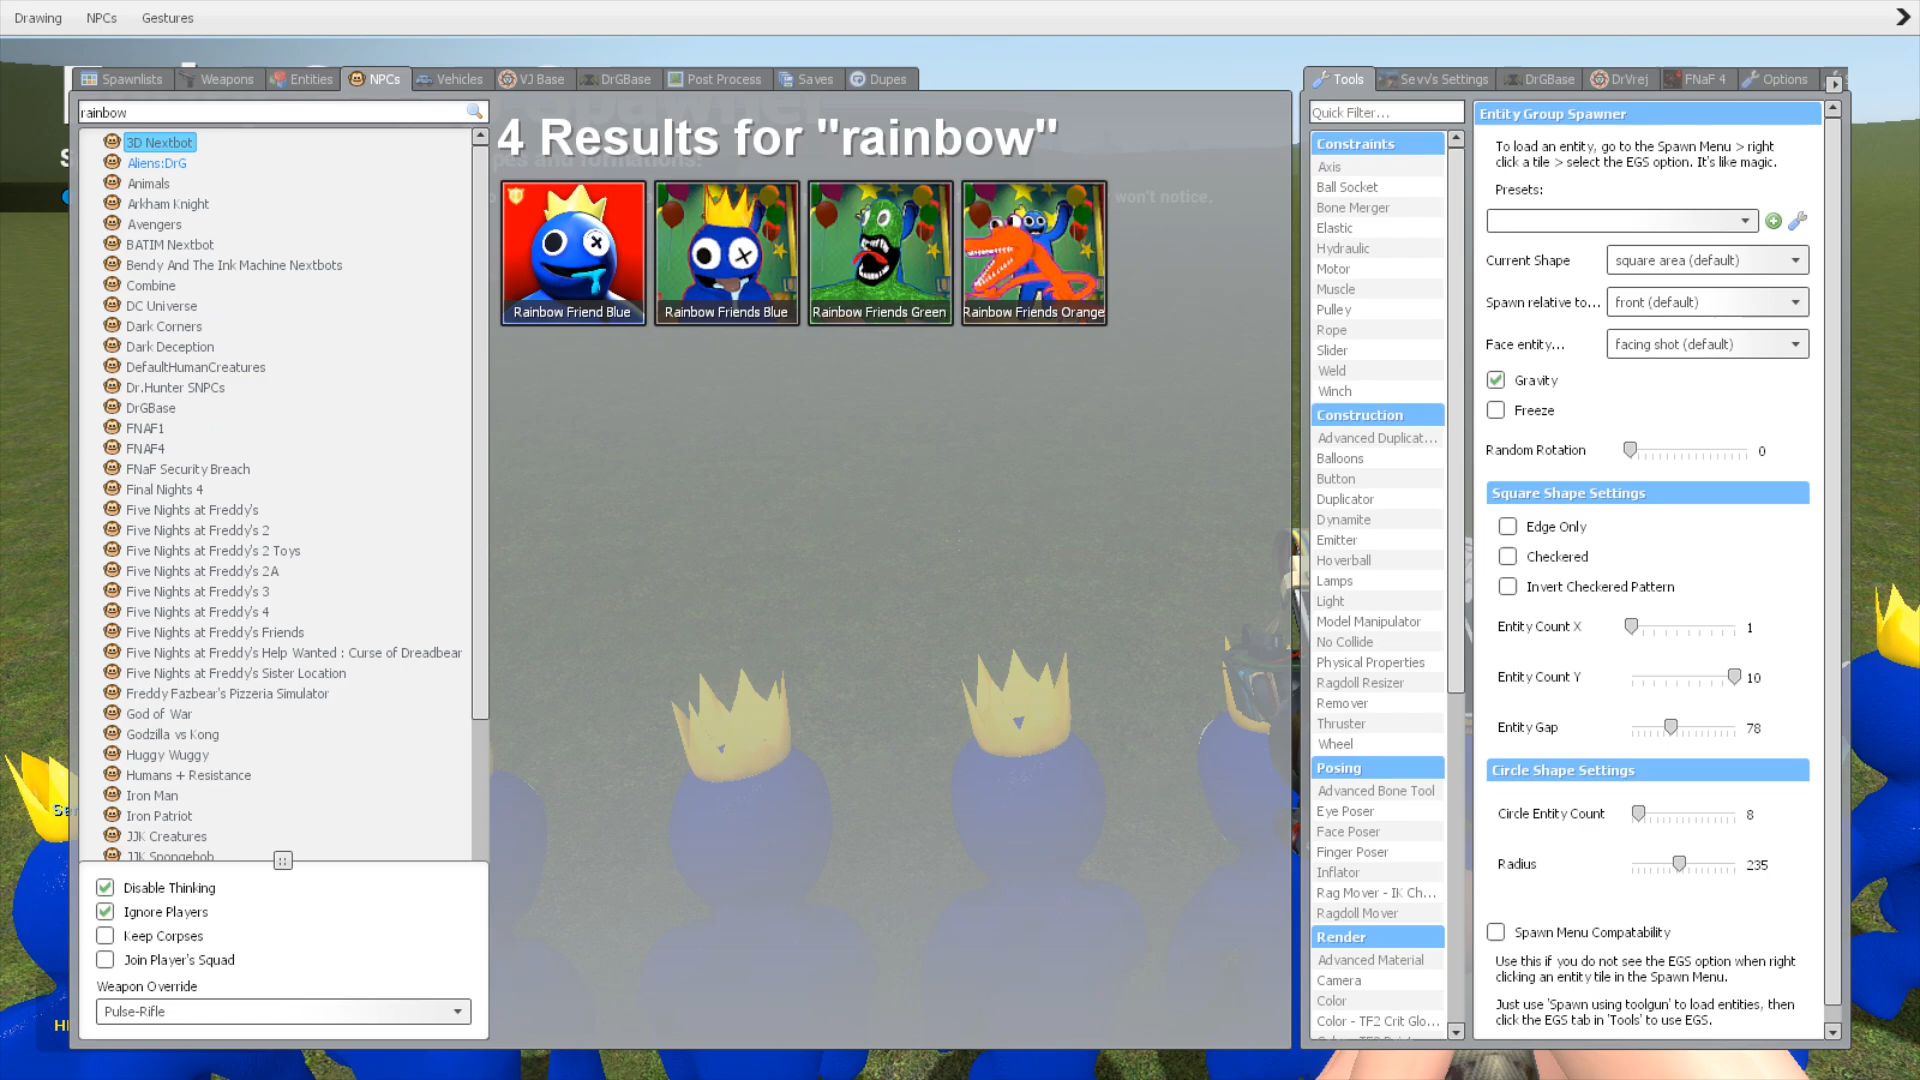 Drawing NPCs Gestures
Spawnlists Weapons Entities NPCs Vehicles VJ Base DrGBase Post Process Saves Dupes
rainbow
3D Nextbot
Aliens:DrG
Animals
Arkham Knight
Avengers
BATIM Nextbot
Bendy And The Ink Machine Nextbots
Combine
DC Universe
Dark Corners
Dark Deception
DefaultHumanCreatures
Dr.Hunter SNPCs
DrGBase
FNAF1
FNAF4
FNaF Security Breach
Final Nights 4
Five Nights at Freddy's
Five Nights at Freddy's 2
Five Nights at Freddy's 2 Toys
Five Nights at Freddy's 2A
Five Nights at Freddy's 3
Five Nights at Freddy's 4
Five Nights at Freddy's Friends
Five Nights at Freddy's Help Wanted : Curse of Dreadbear
Five Nights at Freddy's Sister Location
Freddy Fazbear's Pizzeria Simulator
God of War
Godzilla vs Kong
Huggy Wuggy
Humans + Resistance
Iron Man
Iron Patriot
JJK Creatures
JJK Spongebob
Disable Thinking
Ignore Players
Keep Corpses
Join Player's Squad
Weapon Override
Pulse-Rifle
4 Results for "rainbow"
pes and formations:
won't notice.
Rainbow Friend Blue
Rainbow Friends Blue
Rainbow Friends Green
Rainbow Friends Orange
Tools Sevv's Settings DrGBase DrVrej FNaF 4 Options
Quick Filter...
Constraints
Axis
Ball Socket
Bone Merger
Elastic
Hydraulic
Motor
Muscle
Pulley
Rope
Slider
Weld
Winch
Construction
Advanced Duplicat...
Balloons
Button
Duplicator
Dynamite
Emitter
Hoverball
Lamps
Light
Model Manipulator
No Collide
Physical Properties
Ragdoll Resizer
Remover
Thruster
Wheel
Posing
Advanced Bone Tool
Eye Poser
Face Poser
Finger Poser
Inflator
Rag Mover - IK Ch...
Ragdoll Mover
Render
Advanced Material
Camera
Color
Color - TF2 Crit Glo...
Entity Group Spawner
To load an entity, go to the Spawn Menu > right
click a tile > select the EGS option. It's like magic.
Presets:
Current Shape square area (default)
Spawn relative to... front (default)
Face entity... facing shot (default)
Gravity
Freeze
Random Rotation 0
Square Shape Settings
Edge Only
Checkered
Invert Checkered Pattern
Entity Count X 1
Entity Count Y 10
Entity Gap 78
Circle Shape Settings
Circle Entity Count 8
Radius 235
Spawn Menu Compatability
Use this if you do not see the EGS option when right
clicking an entity tile in the Spawn Menu.
Just use 'Spawn using toolgun' to load entities, then
click the EGS tab in 'Tools' to use EGS.